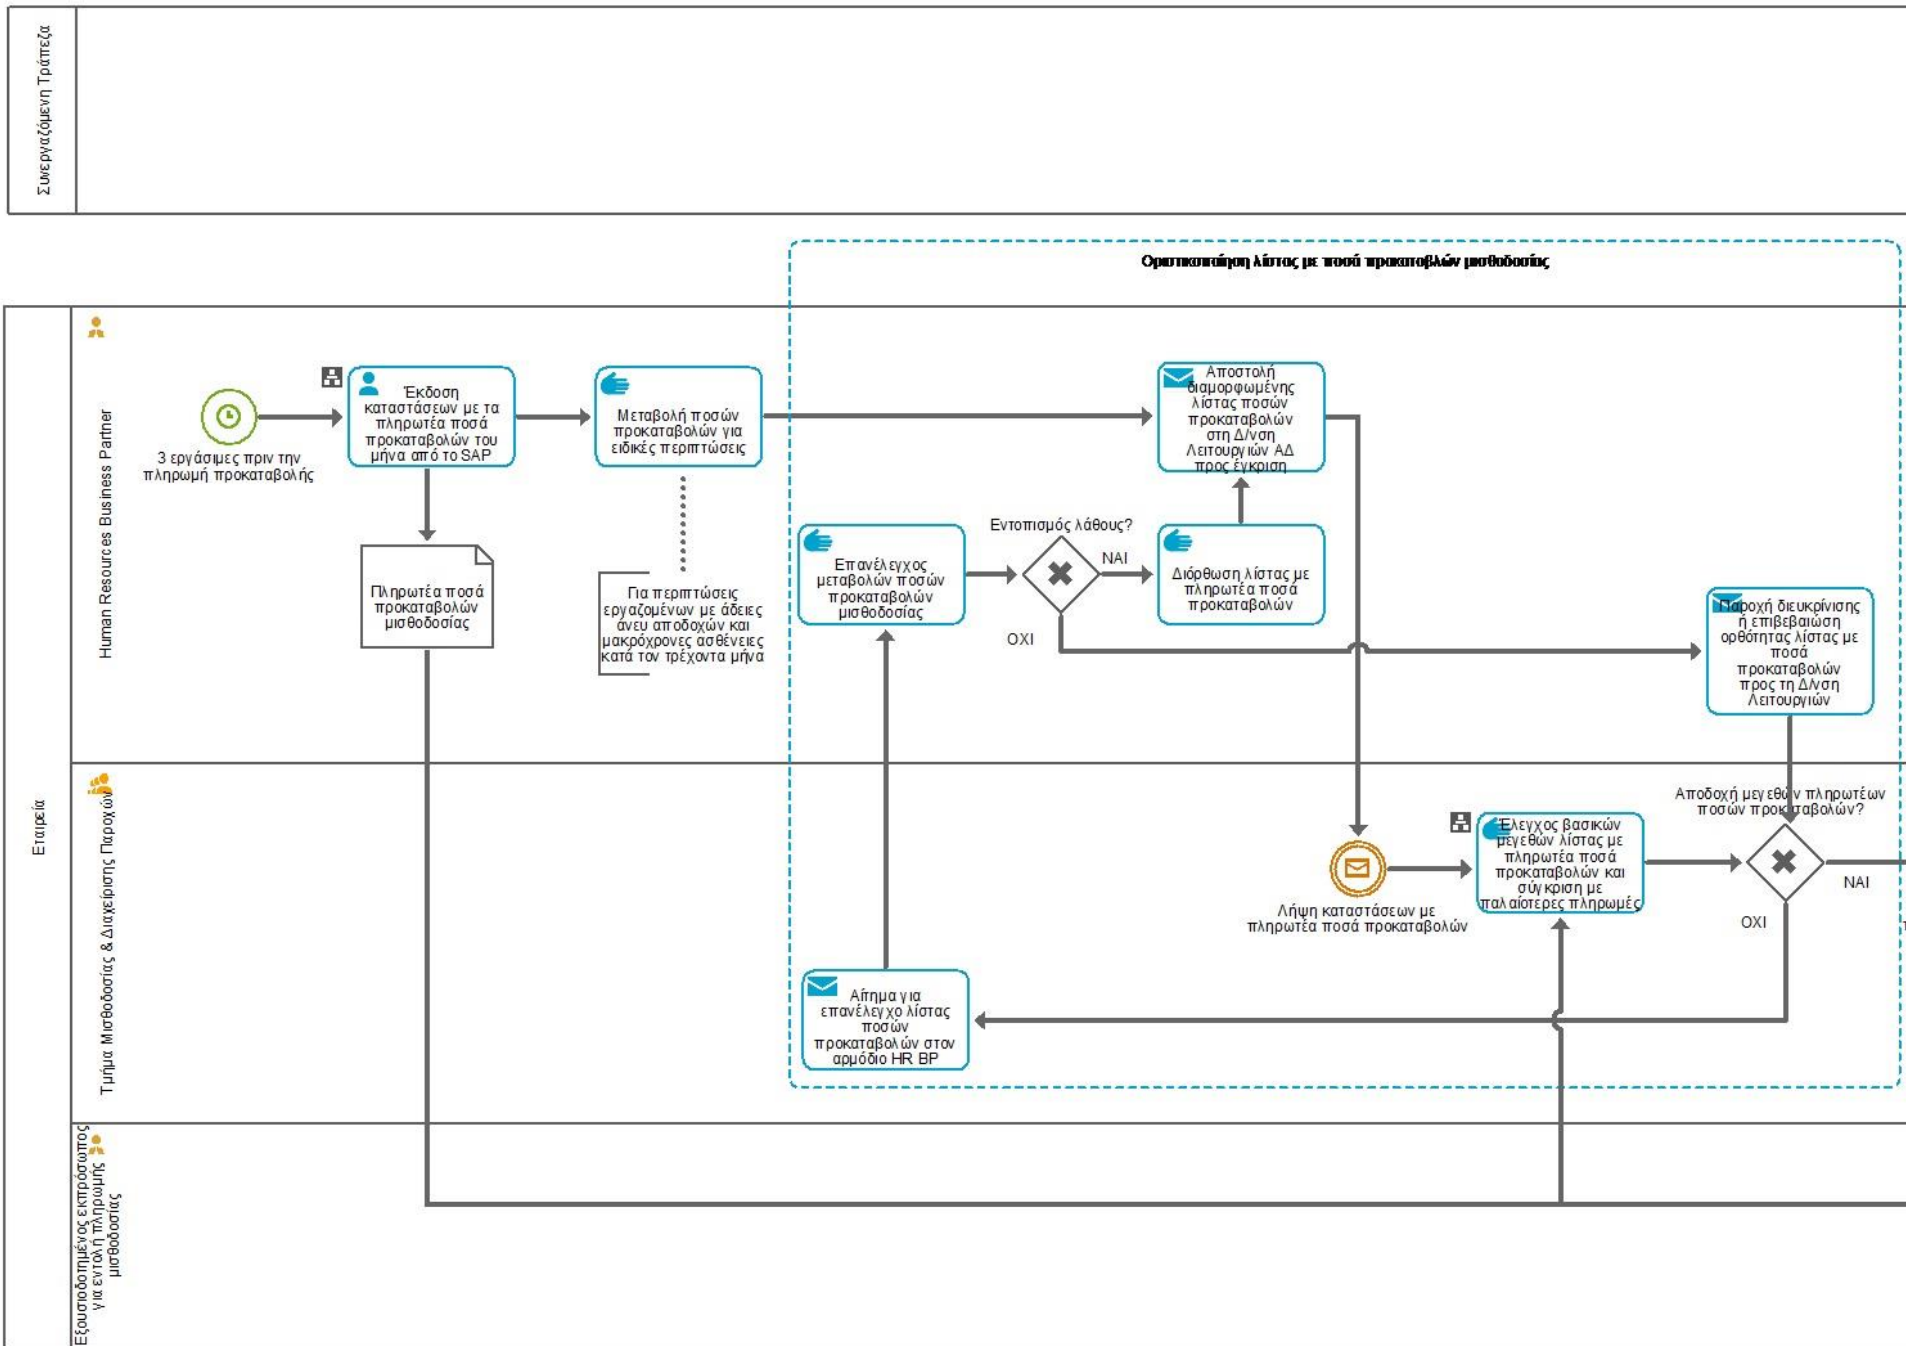 Συνεργαζόμενη Τράπεζα
Οριστικοποίηση λίστας με ποσά προκαταβλών μισθοδοσίας
Εταιρεία
Human Resources Business Partner
3 εργάσιμες πριν την
πληρωμή προκαταβολής
Έκδοση
καταστάσεων με τα
πληρωτέα ποσά
προκαταβολών του
μήνα από το SAP
Μεταβολή ποσών
προκαταβολών για
ειδικές περιπτώσεις
Αποστολή
διαμορφωμένης
λίστας ποσών
προκαταβολών
στη Δ/νση
Λειτουργιών ΑΔ
προς έγκριση
Πληρωτέα ποσά
προκαταβολών
μισθοδοσίας
Για περιπτώσεις
εργαζομένων με άδειες
άνευ αποδοχών και
μακρόχρονες ασθένειες
κατά τον τρέχοντα μήνα
Επανέλεγχος
μεταβολών ποσών
προκαταβολών
μισθοδοσίας
Εντοπισμός λάθους?
ΝΑΙ
ΟΧΙ
Διόρθωση λίστας με
πληρωτέα ποσά
προκαταβολών
Παροχή διευκρίνισης
ή επιβεβαιώση
ορθότητας λίστας με
ποσά
προκαταβολών
προς τη Δ/νση
Λειτουργιών
Τμήμα Μισθοδοσίας & Διαχείρισης Παροχών
Λήψη καταστάσεων με
πληρωτέα ποσά προκαταβολών
Έλεγχος βασικών
μεγεθών λίστας με
πληρωτέα ποσά
προκαταβολών και
σύγκριση με
παλαιότερες πληρωμές
Αποδοχή μεγεθών πληρωτέων
ποσών προκαταβολών?
ΝΑΙ
ΟΧΙ
Αίτημα για
επανέλεγχο λίστας
ποσών
προκαταβολών στον
αρμόδιο HR BP
Εξουσιοδοτημένος εκπρόσωπος
για εντολή πληρωμής
μισθοδοσίας